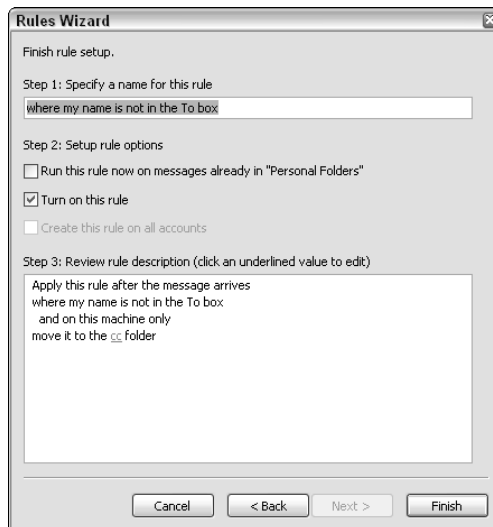 Rules Wizard
Finish rule setup.
Step 1: Specify a name for this rule
where my name is not in the To box
Step 2: Setup rule options
Run this rule now on messages already in "Personal Folders"
Turn on this rule
Create this rule on all accounts
Step 3: Review rule description (click an underlined value to edit)
Apply this rule after the message arrives
where my name is not in the To box
and on this machine only
move it to the cc folder
Cancel < Back Next > Finish